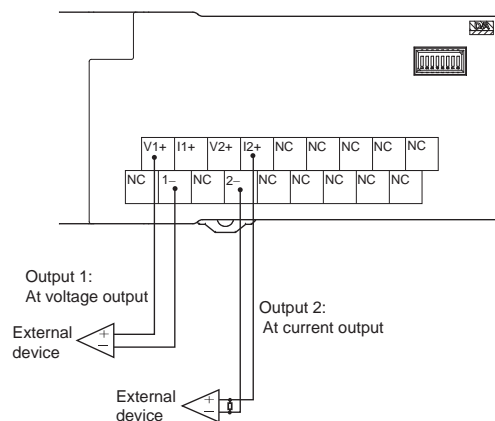 D/A
V1+ I1+ V2+ I2+ NC NC NC NC NC
NC 1– NC 2– NC NC NC NC NC
Output 1:
At voltage output
External
device
+
–
Output 2:
At current output
External
device
+
–